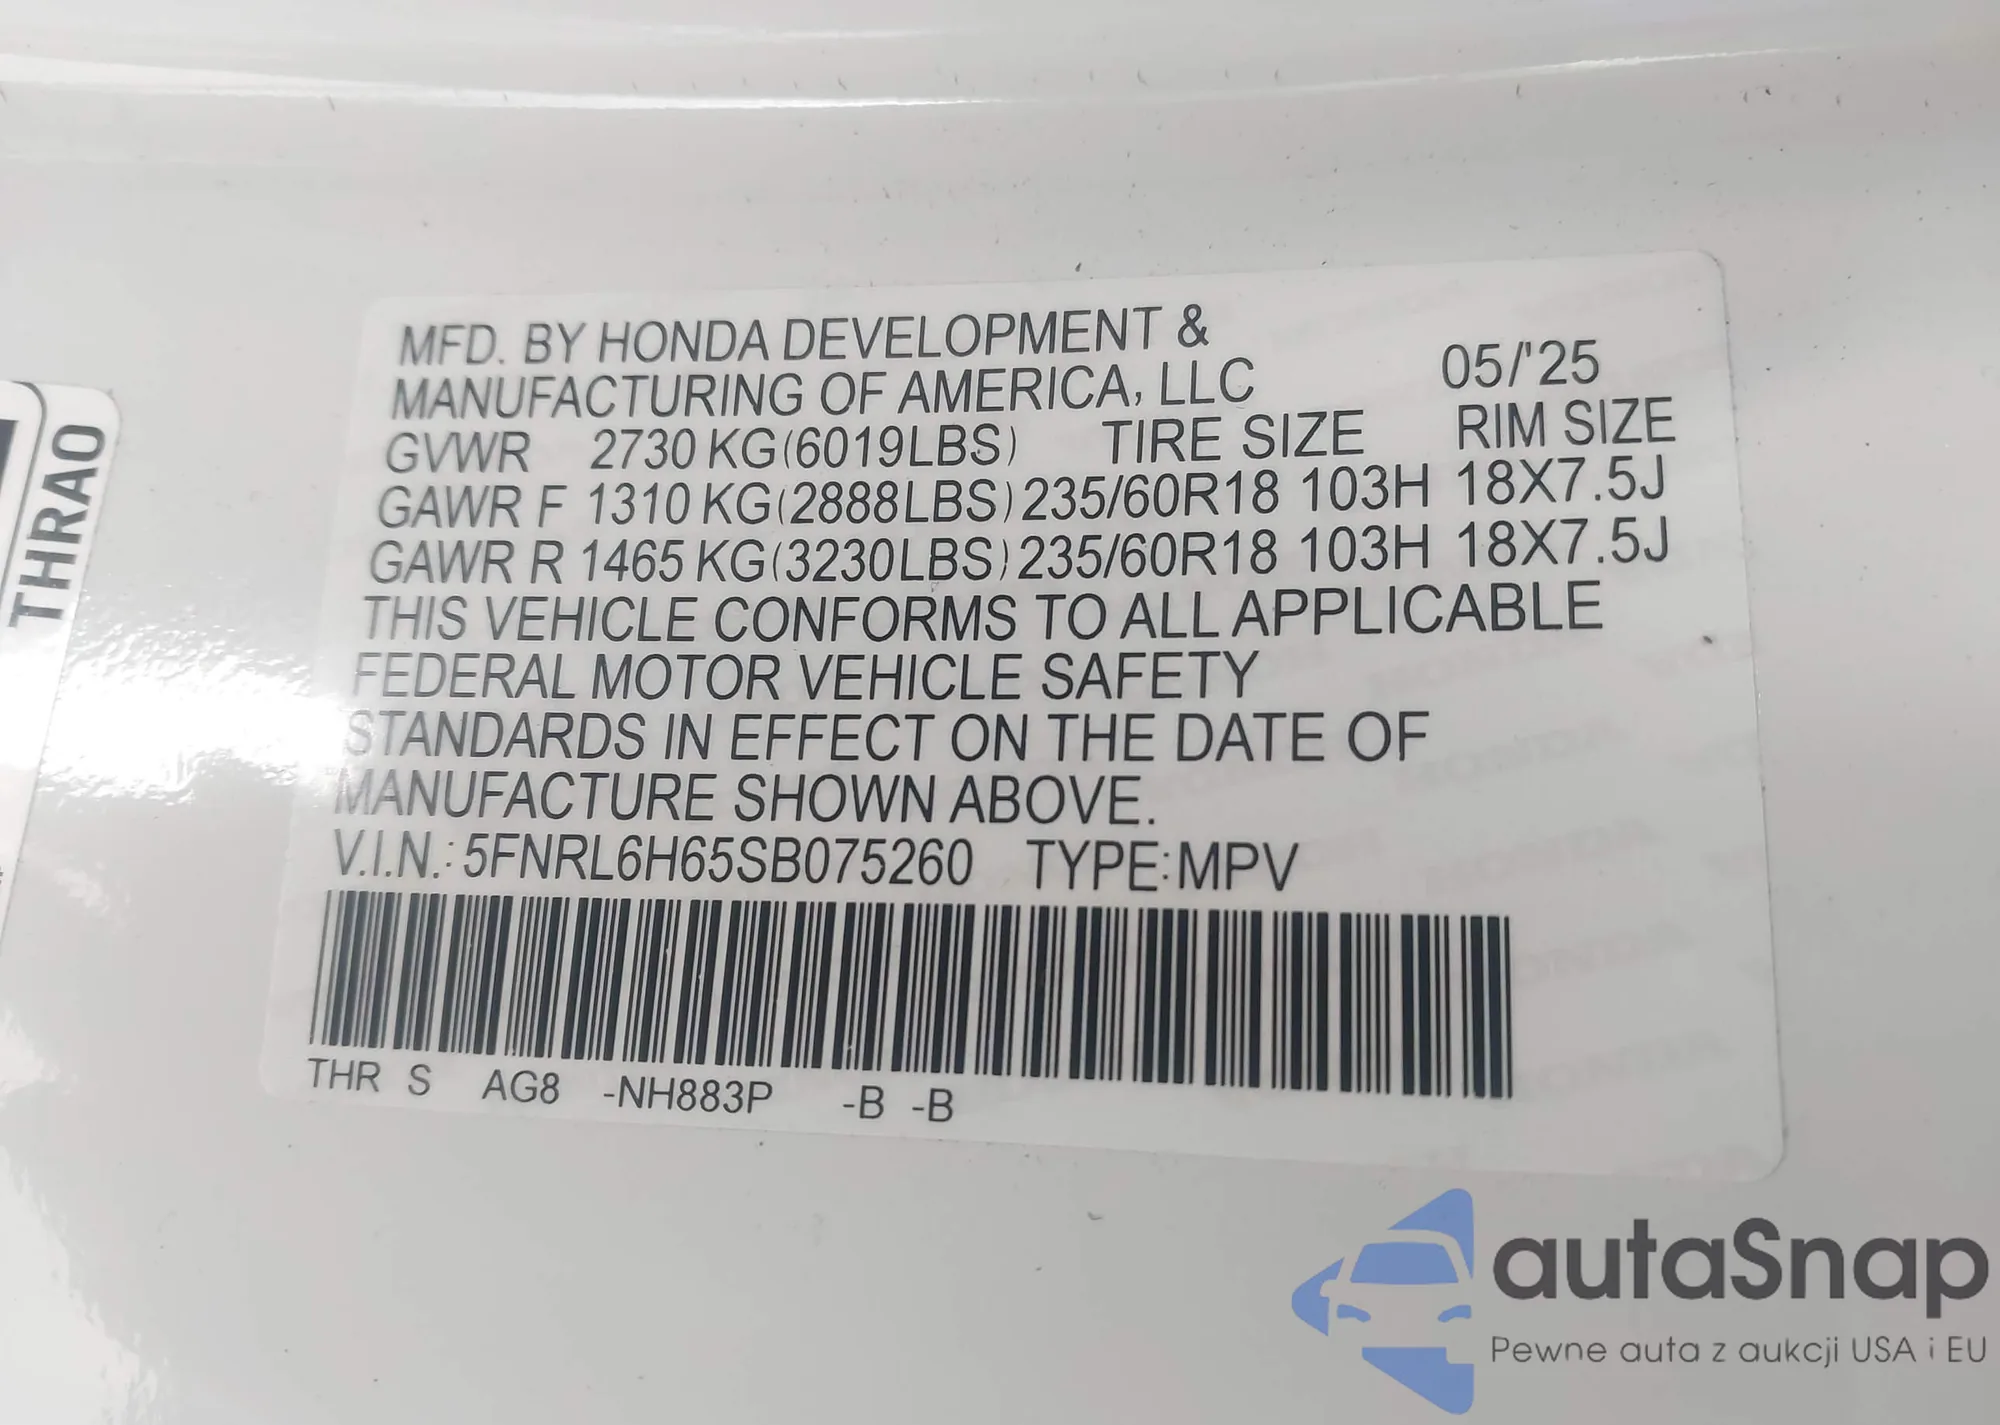 MFD. BY HONDA DEVELOPMENT &
MANUFACTURING OF AMERICA, LLC 05/'25
GVWR 2730 KG(6019LBS) TIRE SIZE RIM SIZE
GAWR F 1310 KG(2888LBS) 235/60R18 103H 18X7.5J
GAWR R 1465 KG(3230LBS) 235/60R18 103H 18X7.5J
THIS VEHICLE CONFORMS TO ALL APPLICABLE
FEDERAL MOTOR VEHICLE SAFETY
STANDARDS IN EFFECT ON THE DATE OF
MANUFACTURE SHOWN ABOVE.
V.I.N.: 5FNRL6H65SB075260 TYPE:MPV
THR S AG8 -NH883P -B -B
THRAO
autaSnap
Pewne auta z aukcji USA i EU